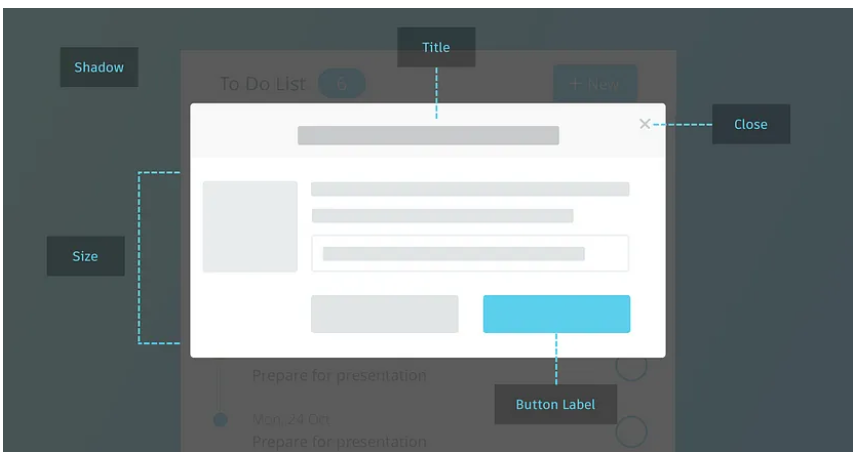 Title
Shadow
To Do List 6 + New
Close
Size
Prepare for presentation
Button Label
Mon, 24 Oct
Prepare for presentation